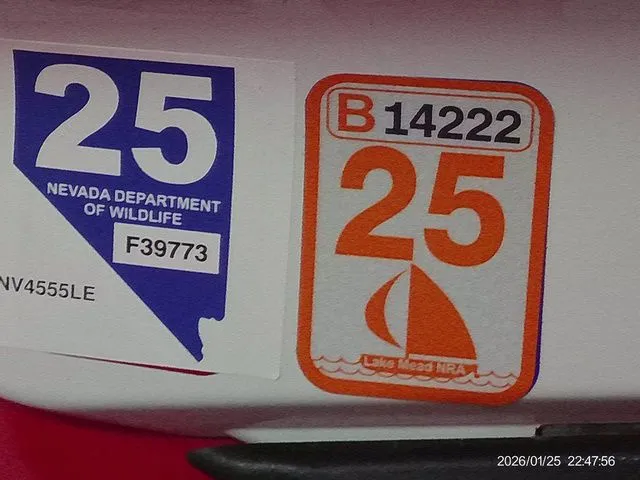 25
NEVADA DEPARTMENT
OF WILDLIFE
F39773
NV4555LE
B 14222
25
Lake Mead NRA
2026/01/25 22:47:56